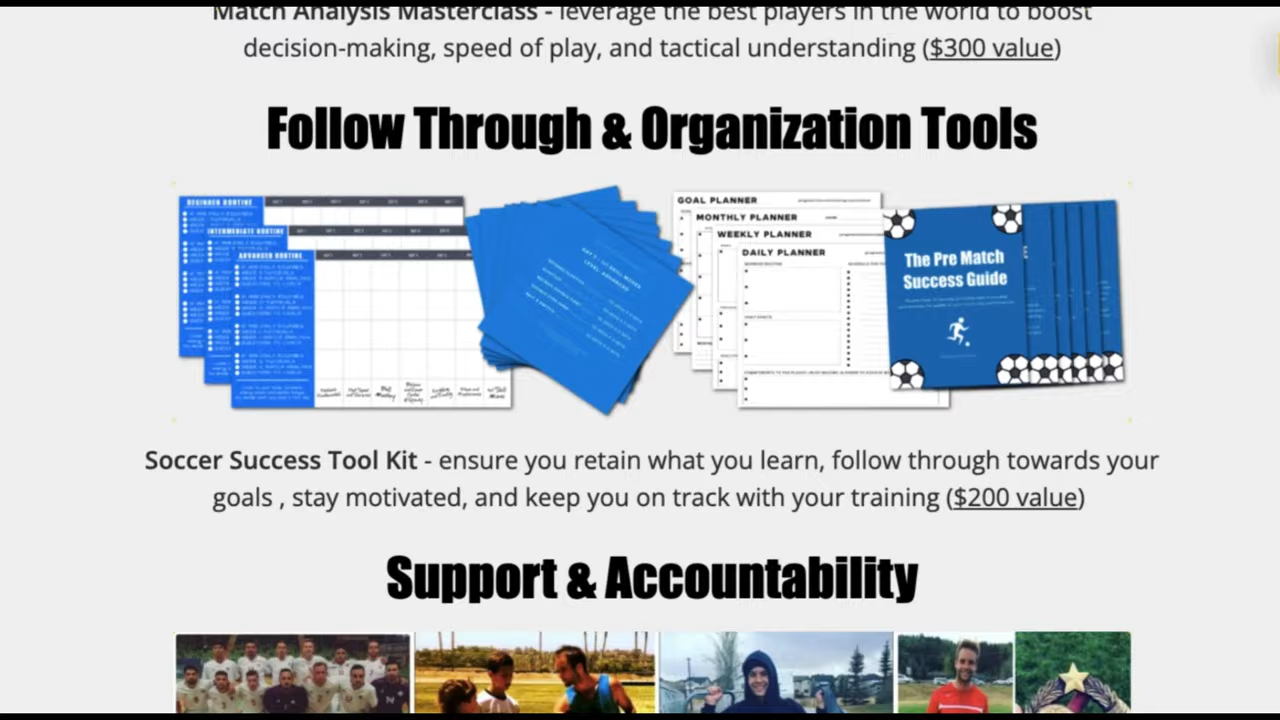 Match Analysis Masterclass - leverage the best players in the world to boost
decision-making, speed of play, and tactical understanding ($300 value)
Follow Through & Organization Tools
BEGINNER ROUTINE
INTERMEDIATE ROUTINE
ADVANCED ROUTINE
LEVEL: ADVANCED
GOAL PLANNER
MONTHLY PLANNER
WEEKLY PLANNER
DAILY PLANNER
The Pre Match
Success Guide
Soccer Success Tool Kit - ensure you retain what you learn, follow through towards your
goals , stay motivated, and keep you on track with your training ($200 value)
Support & Accountability